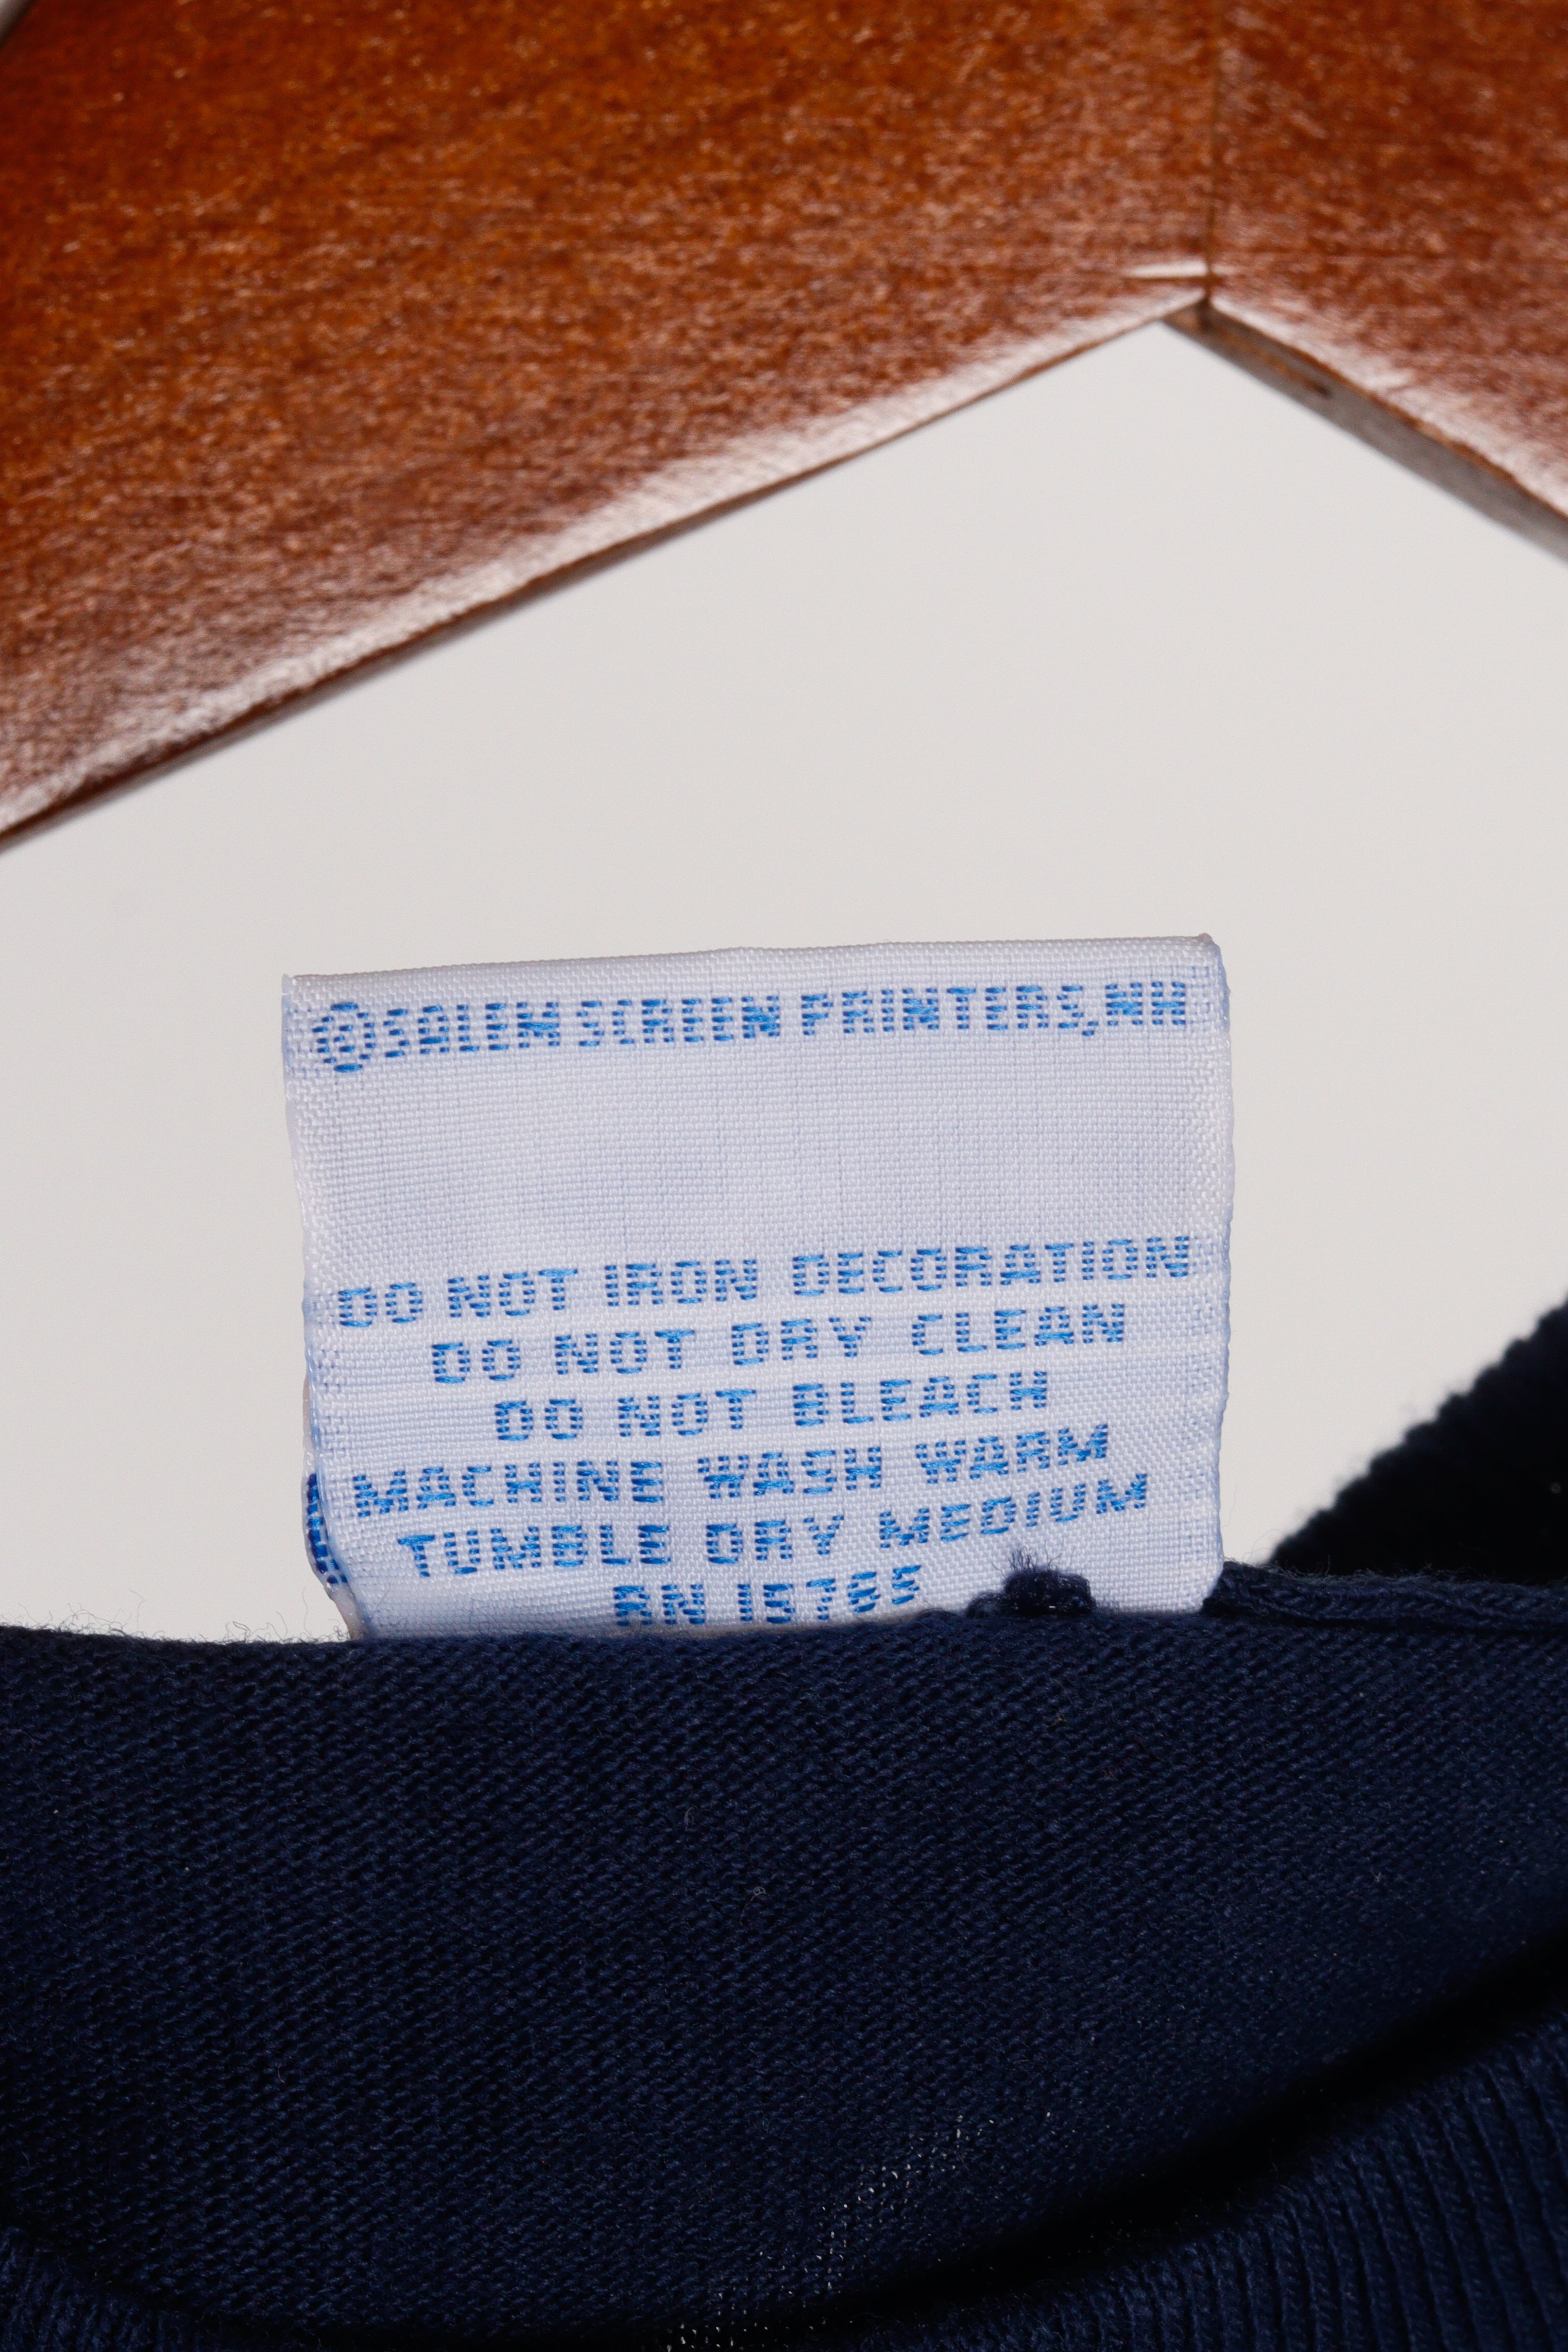 ©SALEM SCREEN PRINTERS, NH
DO NOT IRON DECORATION
DO NOT DRY CLEAN
DO NOT BLEACH
MACHINE WASH WARM
TUMBLE DRY MEDIUM
RN 15765